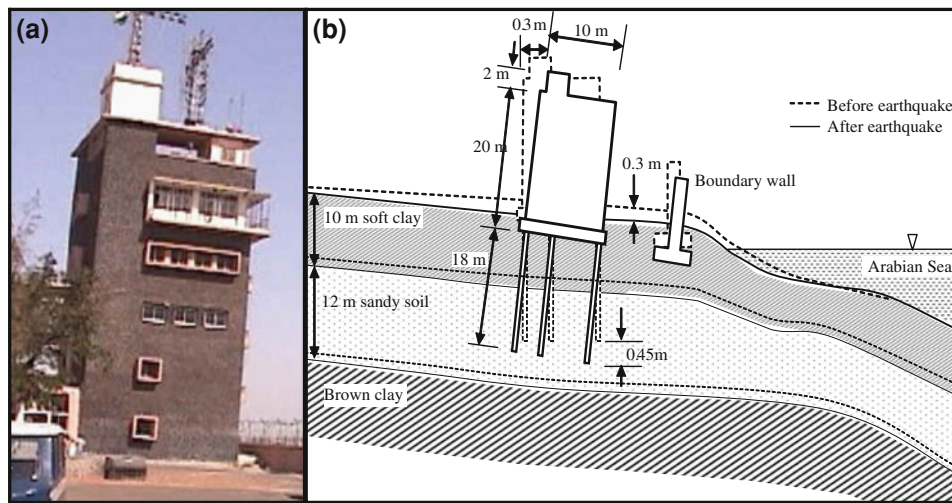 (a)
(b)
0.3 m
10 m
2 m
20 m
Before earthquake
After earthquake
0.3 m
Boundary wall
10 m soft clay
18 m
Arabian Sea
12 m sandy soil
0.45m
Brown clay